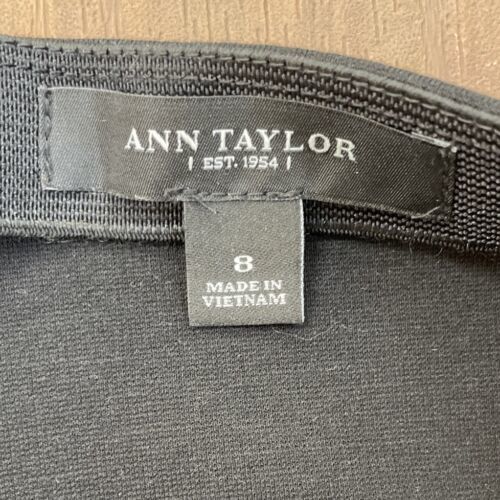 ANN TAYLOR
| EST. 1954 |
8
MADE IN
VIETNAM